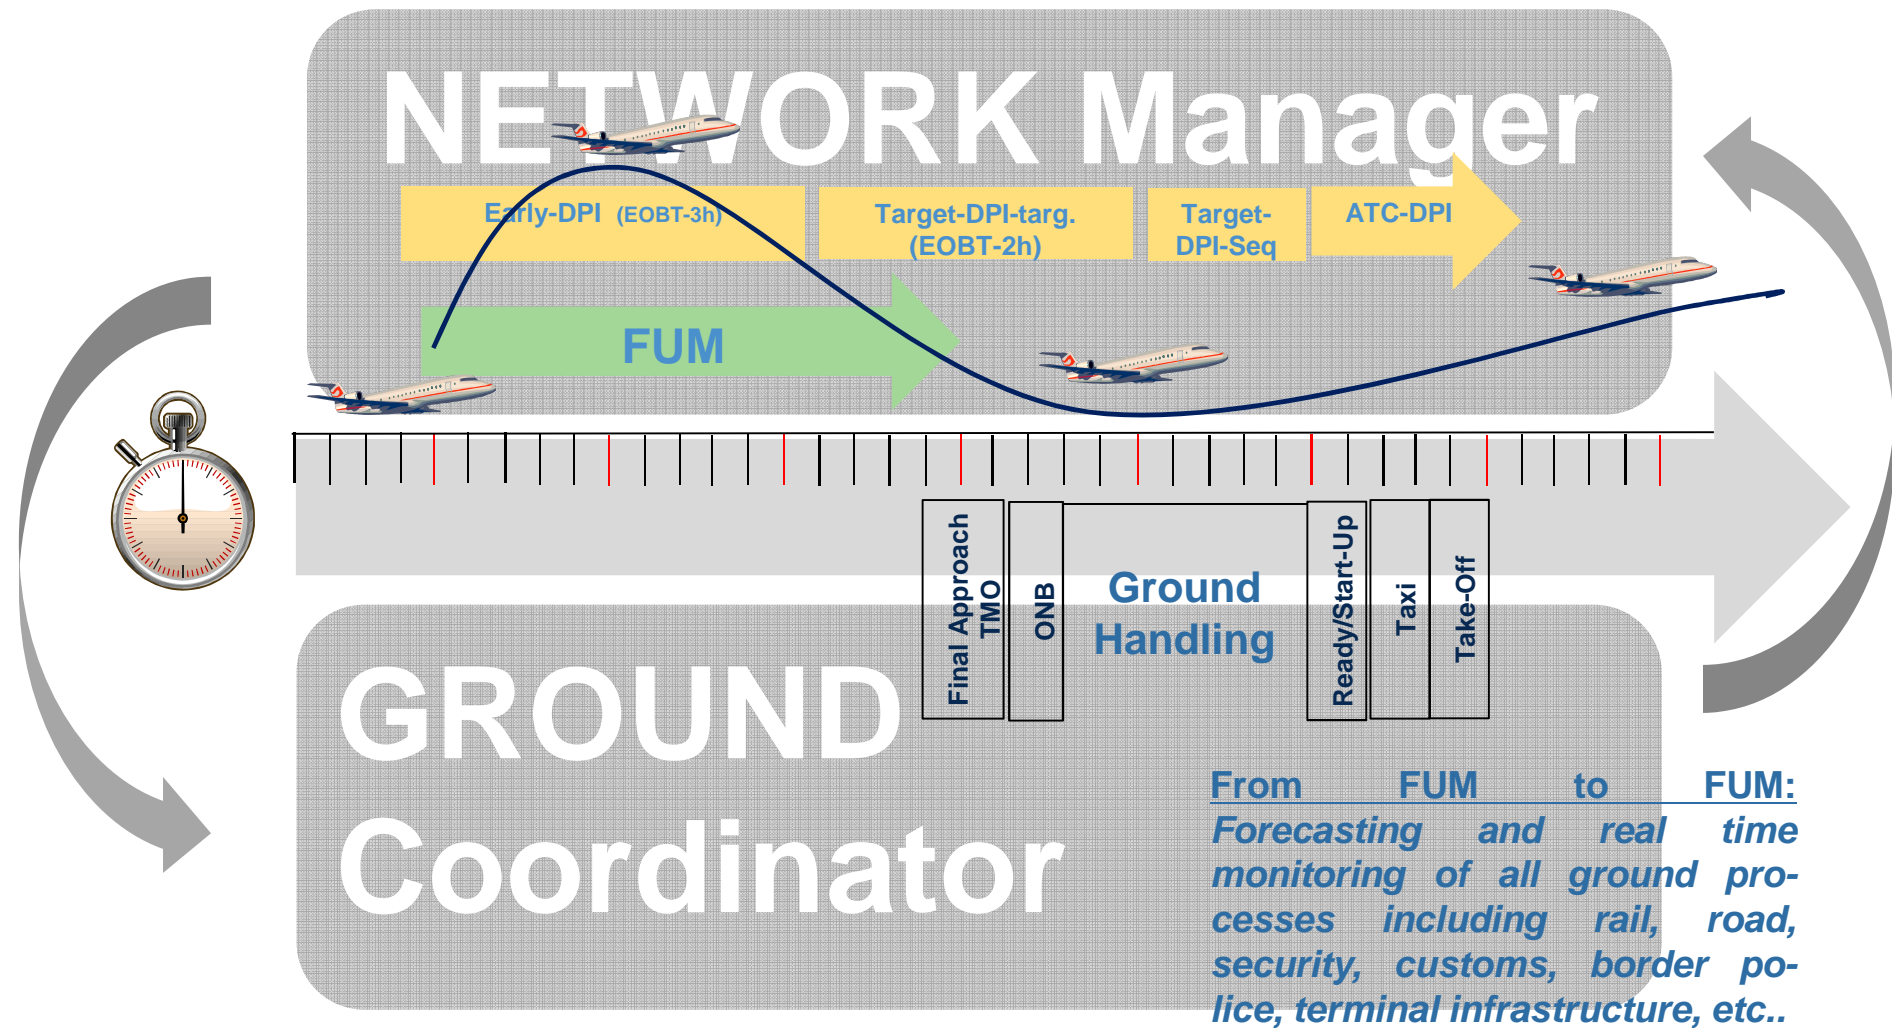 NETWORK Manager
Early-DPI (EOBT-3h)
Target-DPI-targ.
(EOBT-2h)
Target-
DPI-Seq
ATC-DPI
FUM
Final Approach
TMO
ONB
Ground
Handling
Ready/Start-Up
Taxi
Take-Off
GROUND
Coordinator
From FUM to FUM:
Forecasting and real time
monitoring of all ground pro-
cesses including rail, road,
security, customs, border po-
lice, terminal infrastructure, etc..